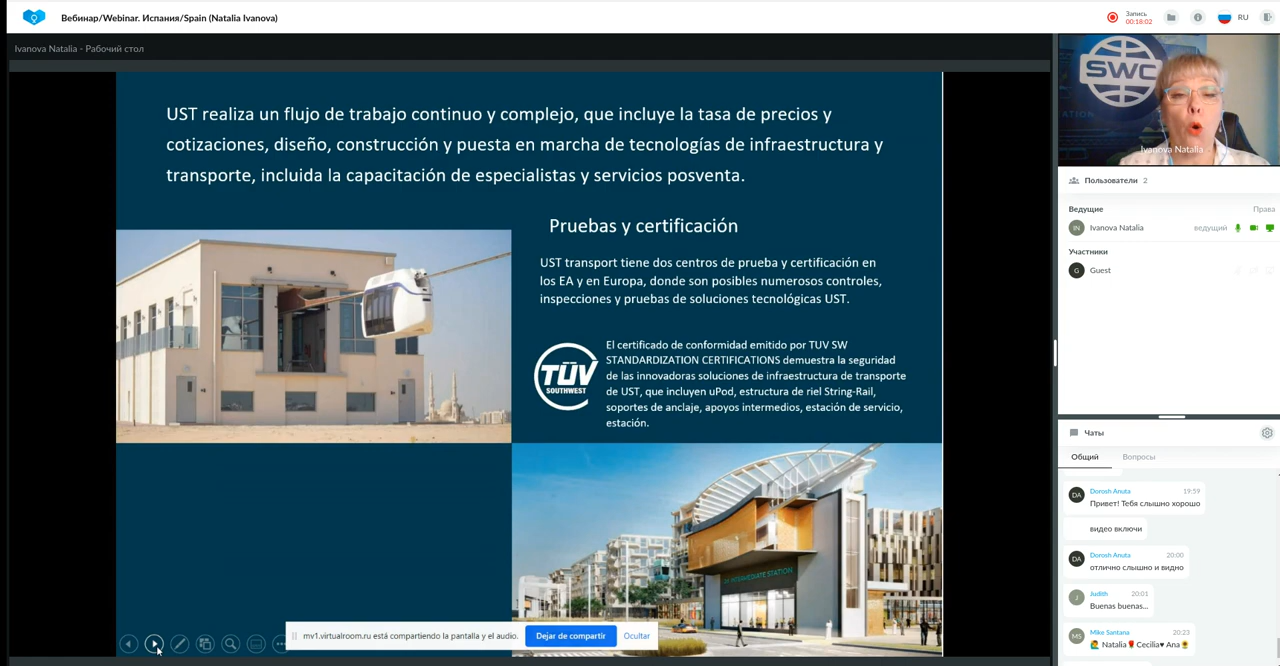 Вебинар/Webinar. Испания/Spain (Natalia Ivanova)
Запись
00:18:02
RU
Ivanova Natalia - Рабочий стол
UST realiza un flujo de trabajo continuo y complejo, que incluye la tasa de precios y
cotizaciones, diseño, construcción y puesta en marcha de tecnologías de infraestructura y
transporte, incluida la capacitación de especialistas y servicios posventa.
Pruebas y certificación
UST transport tiene dos centros de prueba y certificación en
los EA y en Europa, donde son posibles numerosos controles,
inspecciones y pruebas de soluciones tecnológicas UST.
TÜV
SOUTHWEST
El certificado de conformidad emitido por TUV SW
STANDARDIZATION CERTIFICATIONS demuestra la seguridad
de las innovadoras soluciones de infraestructura de transporte
de UST, que incluyen uPod, estructura de riel String-Rail,
soportes de anclaje, apoyos intermedios, estación de servicio,
estación.
INTERMEDIATE STATION
mv1.virtualroom.ru está compartiendo la pantalla y el audio.
Dejar de compartir
Ocultar
SWC
Ivanova Natalia
Пользователи 2
Ведущие
Права
IN
Ivanova Natalia
ведущий
Участники
G
Guest
Чаты
Общий
Вопросы
DA
Dorosh Anuta
19:59
Привет! Тебя слышно хорошо
видео включи
DA
Dorosh Anuta
20:00
отлично слышно и видно
J
Judith
20:01
Buenas buenas...
MS
Mike Santana
20:23
🙋‍♂️ Natalia🌹Cecilia♥ Ana🌻